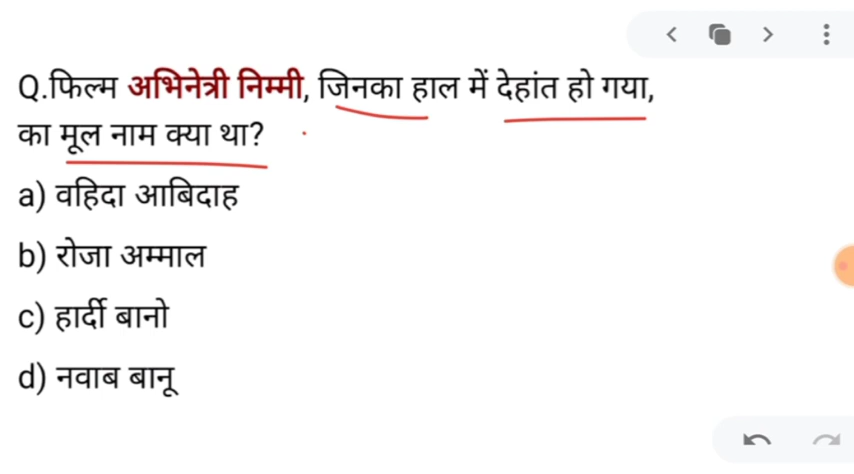 Q.फिल्म अभिनेत्री निम्मी, जिनका हाल में देहांत हो गया,
का मूल नाम क्या था?
a) वहिदा आबिदाह
b) रोजा अम्माल
c) हार्दी बानो
d) नवाब बानू